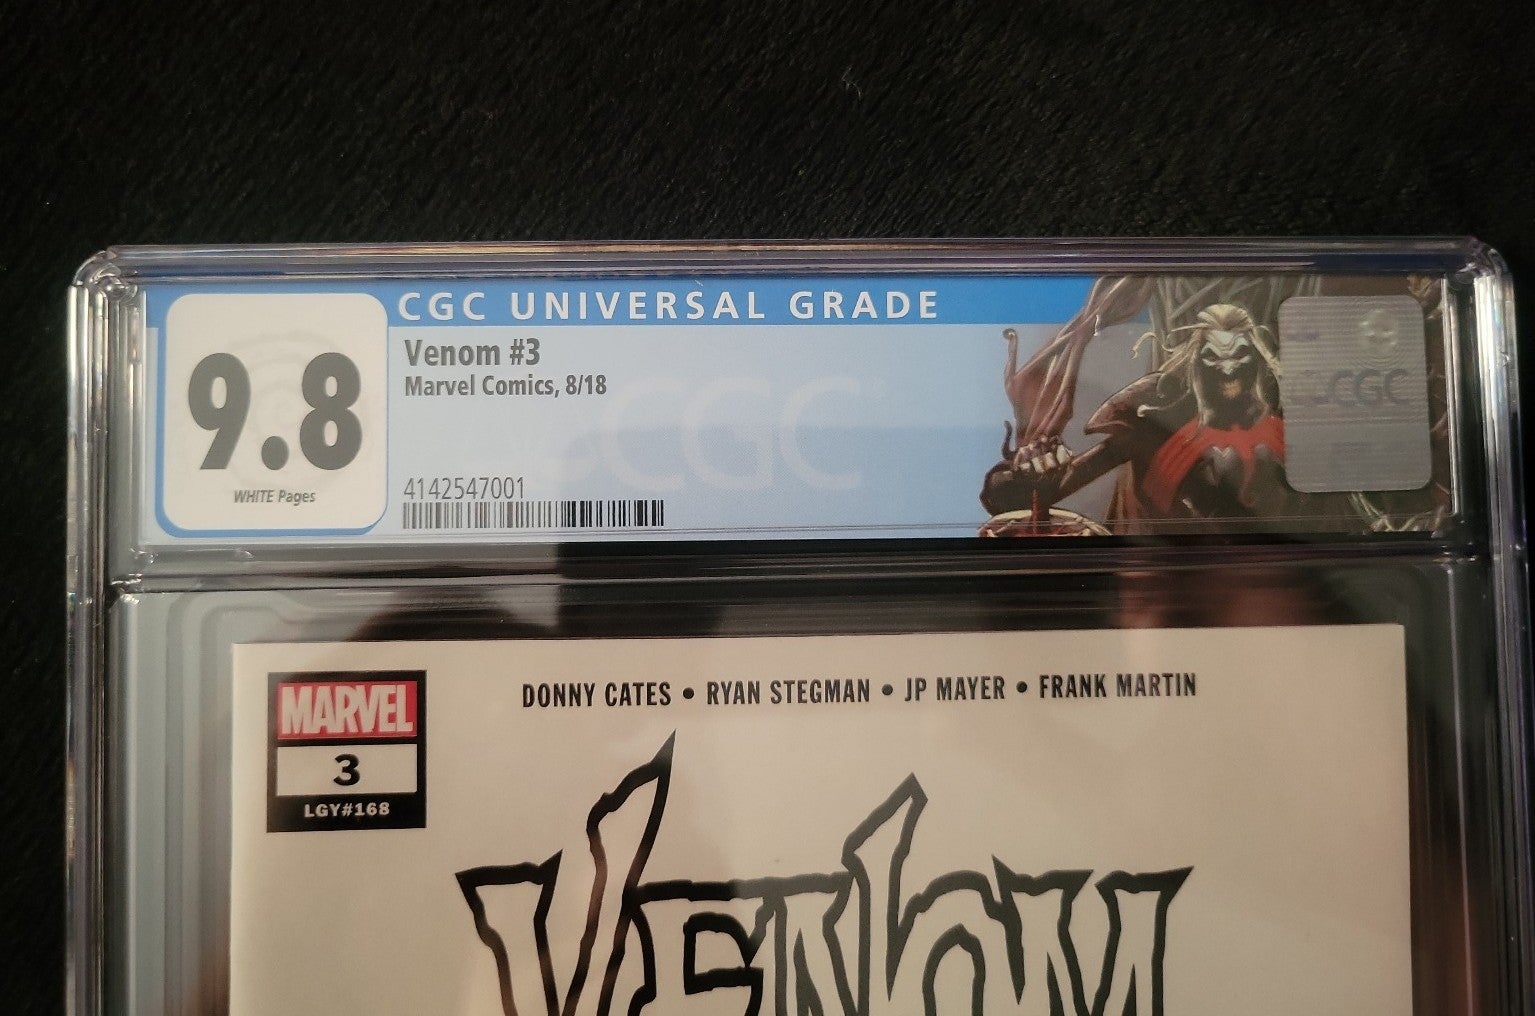 CGC UNIVERSAL GRADE
9.8
WHITE Pages
Venom #3
Marvel Comics, 8/18
4142547001
CGC
CGC
MARVEL
3
LGY#168
DONNY CATES • RYAN STEGMAN • JP MAYER • FRANK MARTIN
VENOM